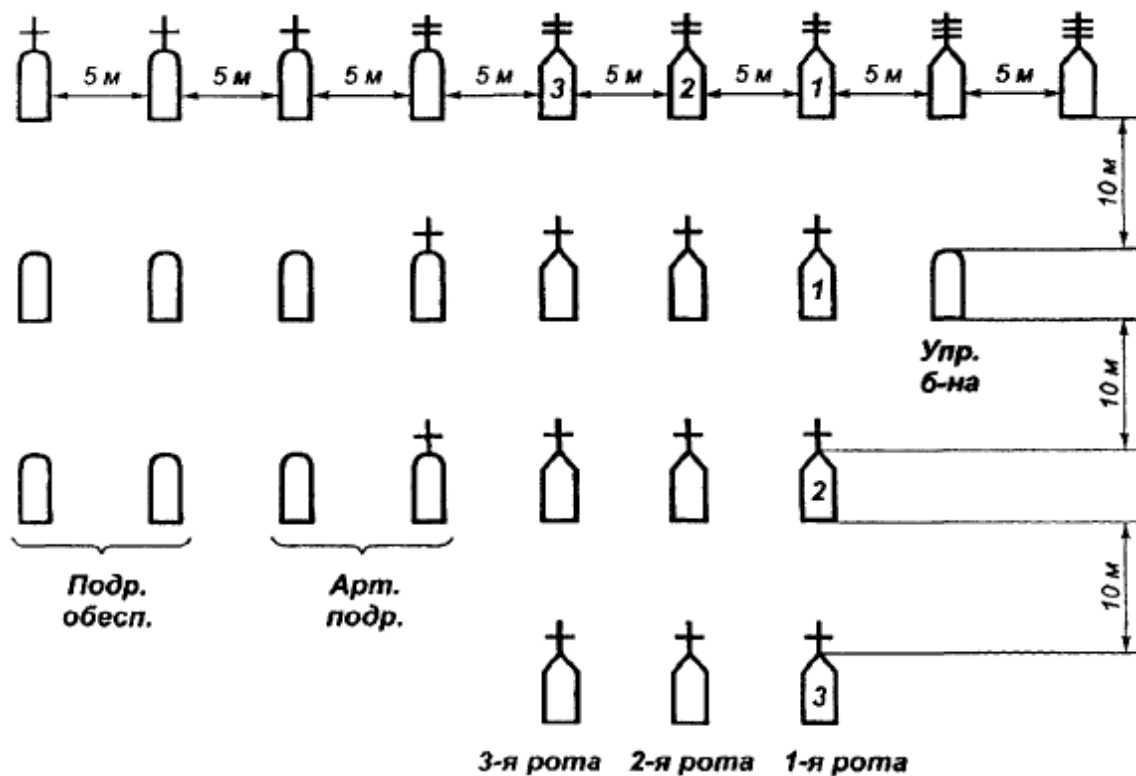 5 м 5 м 5 м 5 м 5 м 5 м 5 м 5 м
3 2 1
10 м
1
Упр.
б-на
10 м
2
Подр.
обесп.
Арт.
подр.
10 м
3
3-я рота 2-я рота 1-я рота